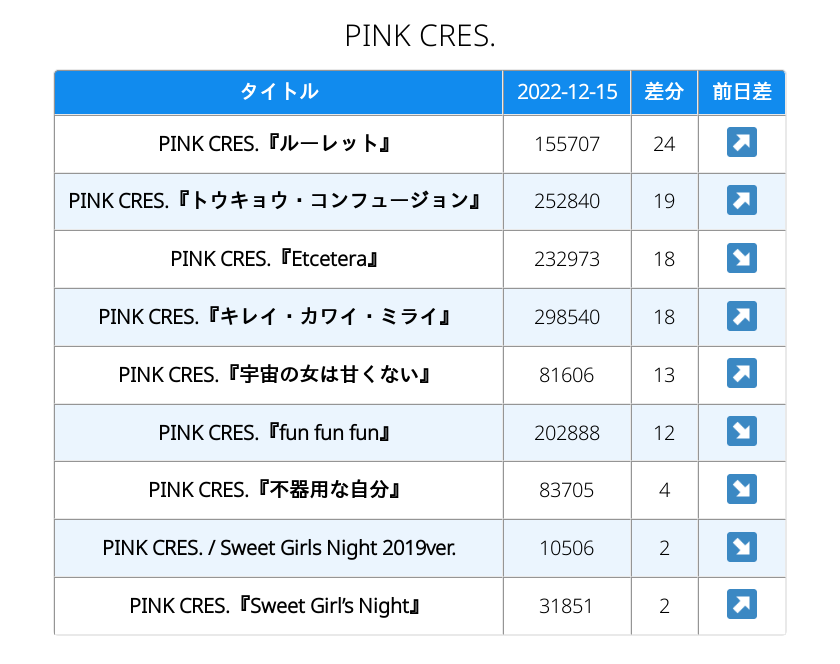 PINK CRES.
タイトル 2022-12-15 差分 前日差
PINK CRES.『ルーレット』 155707 24 ↗
PINK CRES.『トウキョウ・コンフュージョン』 252840 19 ↗
PINK CRES.『Etcetera』 232973 18 ↘
PINK CRES.『キレイ・カワイ・ミライ』 298540 18 ↗
PINK CRES.『宇宙の女は甘くない』 81606 13 ↗
PINK CRES.『fun fun fun』 202888 12 ↘
PINK CRES.『不器用な自分』 83705 4 ↘
PINK CRES. / Sweet Girls Night 2019ver. 10506 2 ↘
PINK CRES.『Sweet Girl’s Night』 31851 2 ↗